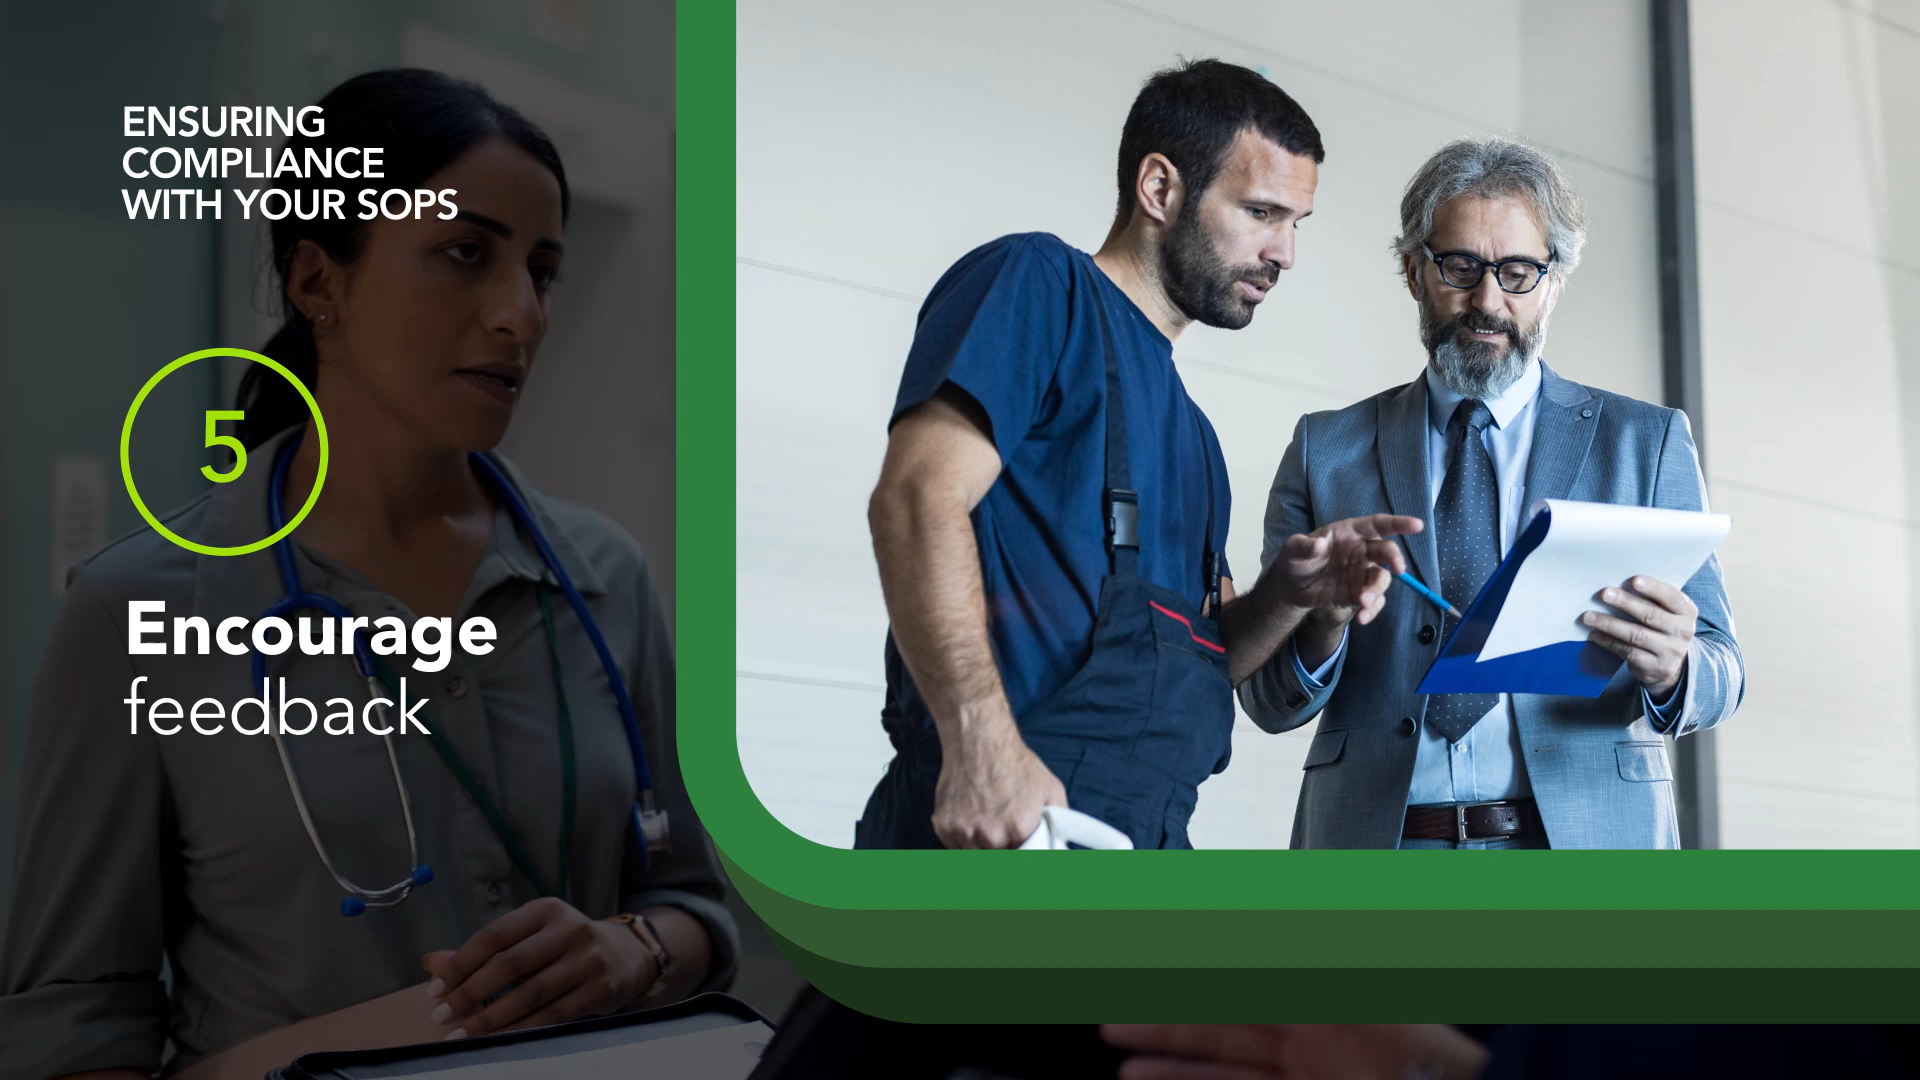 ENSURING
COMPLIANCE
WITH YOUR SOPS
5
Encourage
feedback